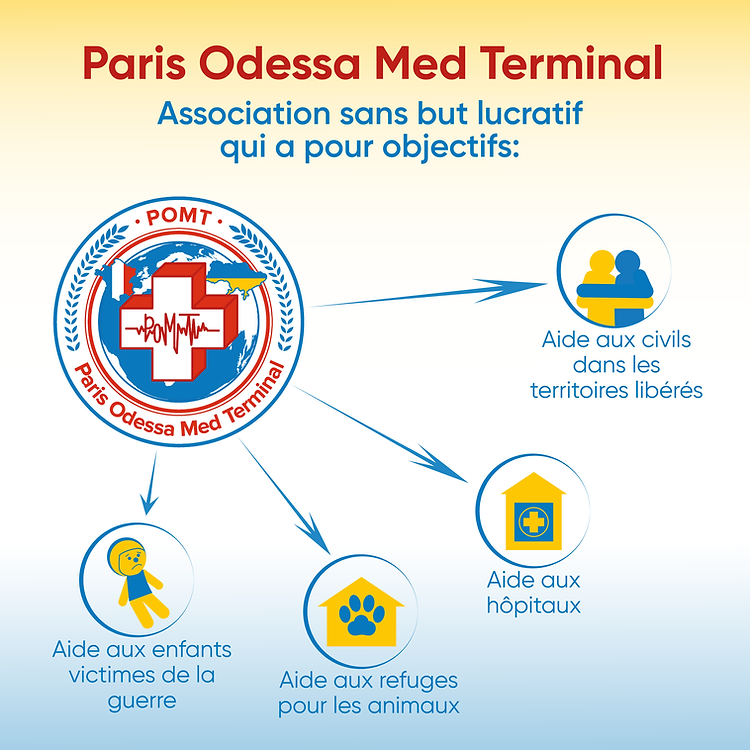 Paris Odessa Med Terminal
Association sans but lucratif
qui a pour objectifs:
· POMT ·
POMT
Paris Odessa Med Terminal
Aide aux civils
dans les
territoires libérés
Aide aux
hôpitaux
Aide aux enfants
victimes de la
guerre
Aide aux refuges
pour les animaux